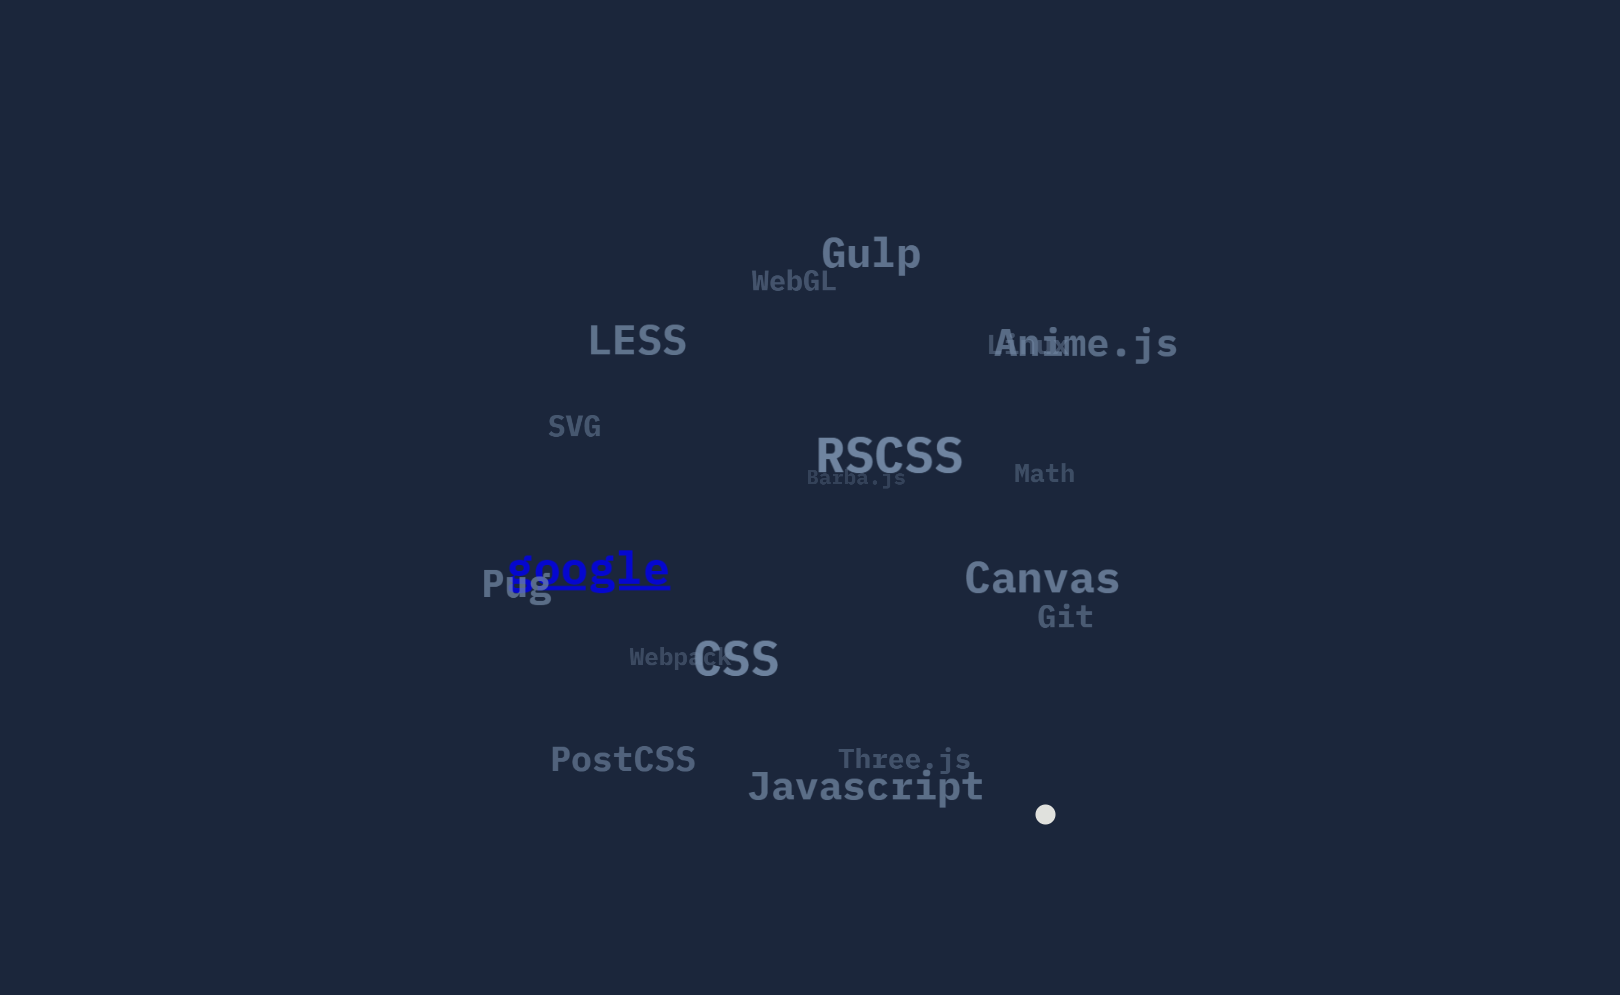 Gulp
WebGL
LESS
Anime.js
Linux
SVG
RSCSS
Barba.js
Math
google
Pug
Canvas
Git
Webpack
CSS
PostCSS
Three.js
Javascript